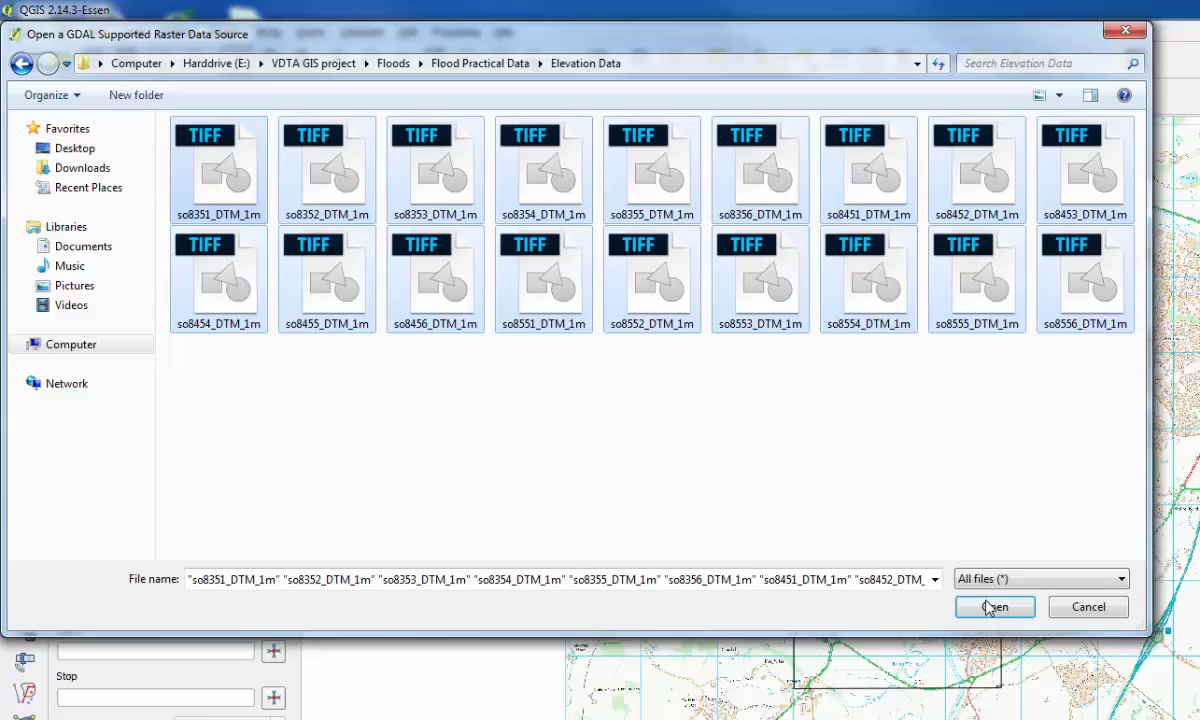 QGIS 2.14.3-Essen
Open a GDAL Supported Raster Data Source
Computer Harddrive (E:) VDTA GIS project Floods Flood Practical Data Elevation Data
Search Elevation Data
Organize New folder
Favorites
Desktop
Downloads
Recent Places
Libraries
Documents
Music
Pictures
Videos
Computer
Network
TIFF TIFF TIFF TIFF TIFF TIFF TIFF TIFF TIFF
so8351_DTM_1m so8352_DTM_1m so8353_DTM_1m so8354_DTM_1m so8355_DTM_1m so8356_DTM_1m so8451_DTM_1m so8452_DTM_1m so8453_DTM_1m
TIFF TIFF TIFF TIFF TIFF TIFF TIFF TIFF TIFF
so8454_DTM_1m so8455_DTM_1m so8456_DTM_1m so8551_DTM_1m so8552_DTM_1m so8553_DTM_1m so8554_DTM_1m so8555_DTM_1m so8556_DTM_1m
File name: "so8351_DTM_1m" "so8352_DTM_1m" "so8353_DTM_1m" "so8354_DTM_1m" "so8355_DTM_1m" "so8356_DTM_1m" "so8451_DTM_1m" "so8452_DTM_
All files (*)
Open Cancel
Stop